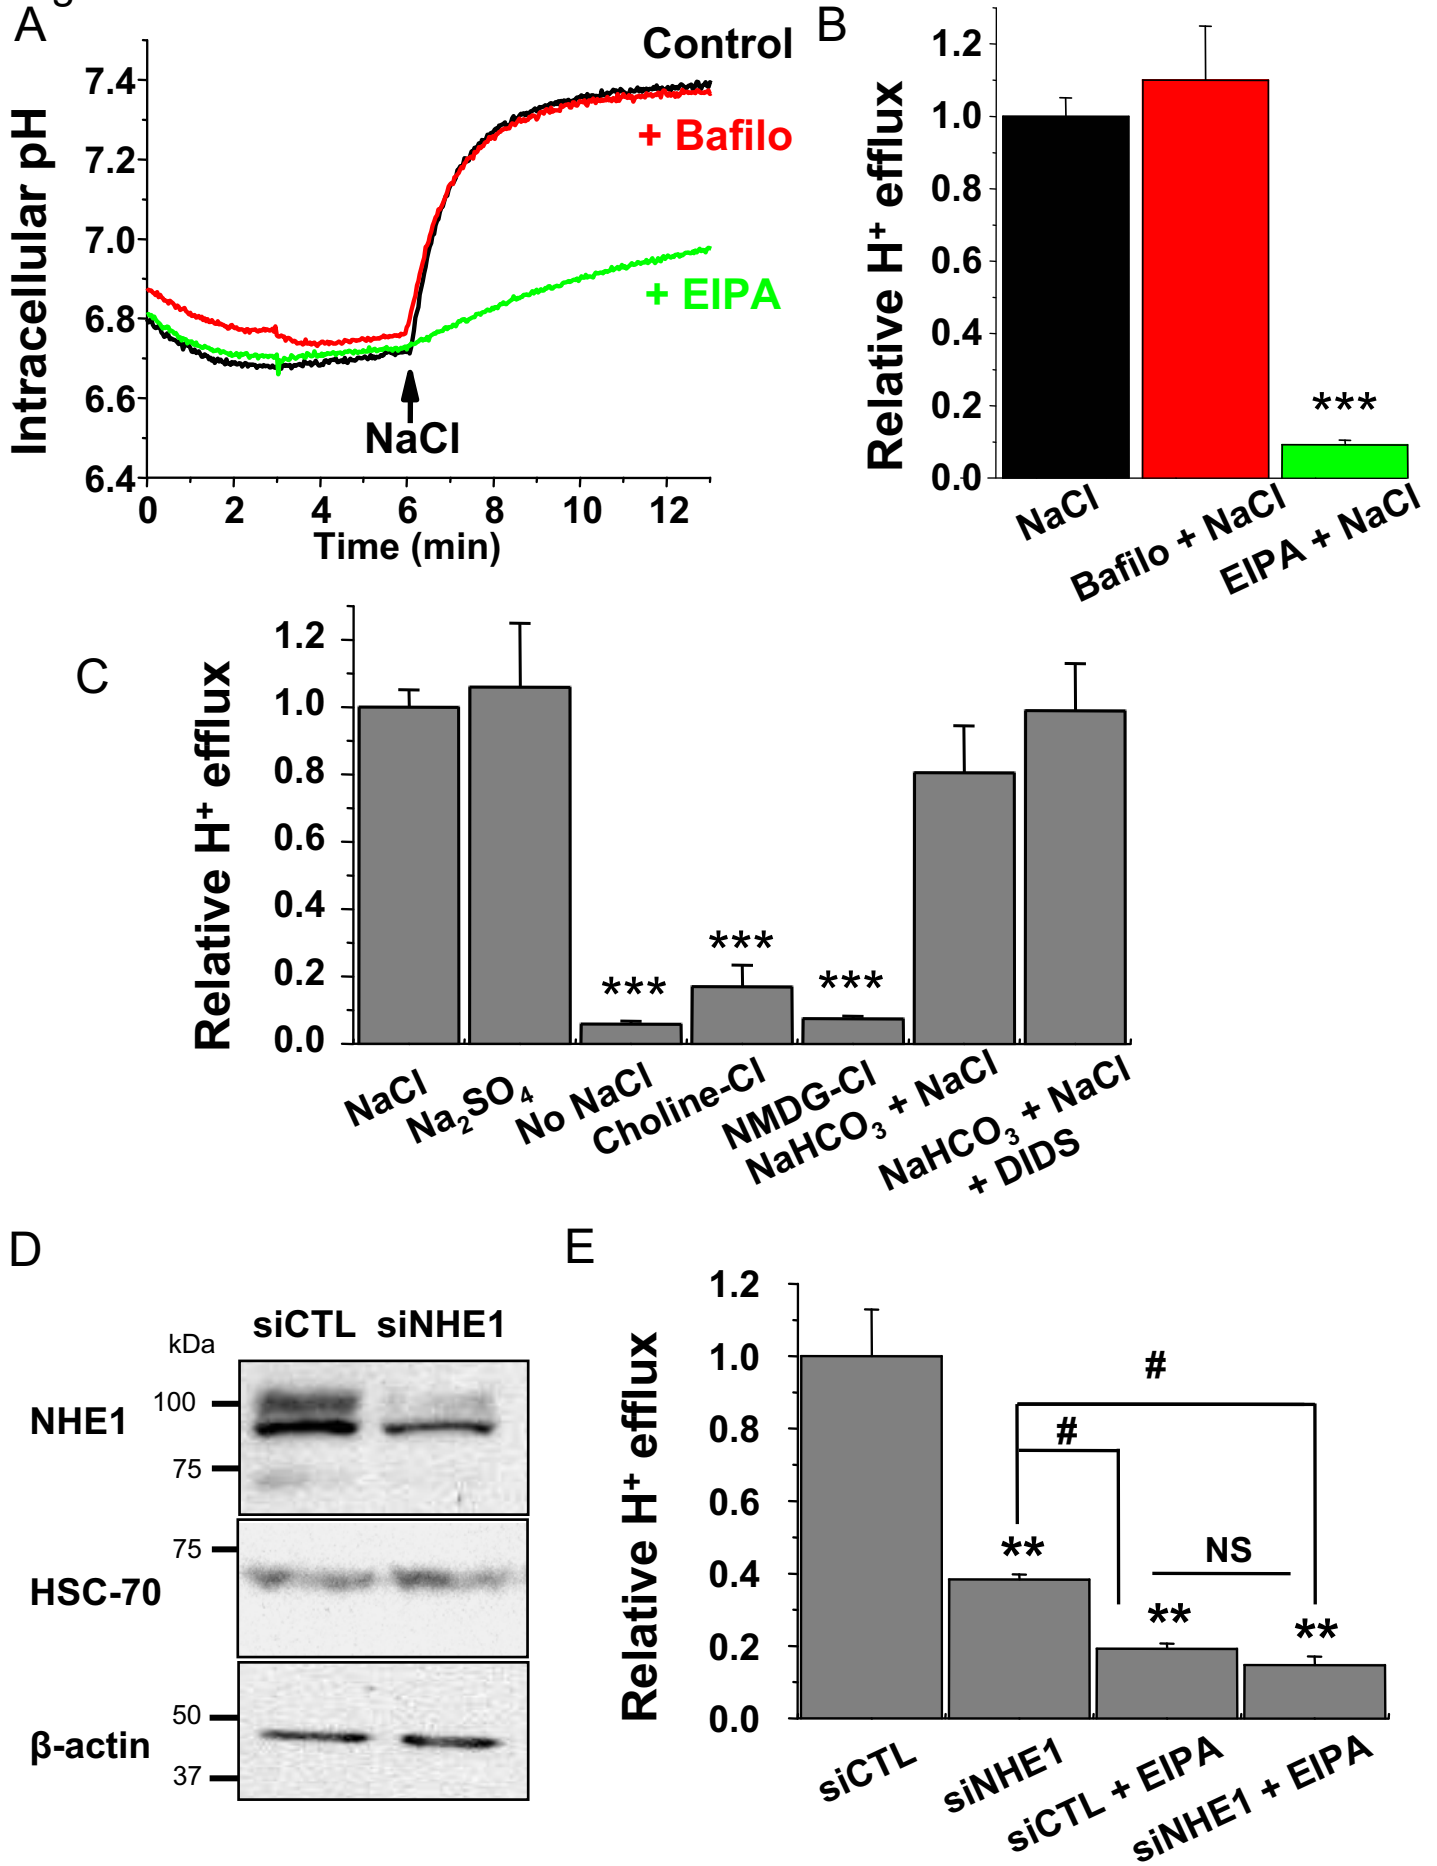 A
Control
+ Bafilo
+ EIPA
NaCl
Intracellular pH
7.4
7.2
7.0
6.8
6.6
6.4
0 2 4 6 8 10 12
Time (min)
B
Relative H⁺ efflux
1.2
1.0
0.8
0.6
0.4
0.2
0.0
***
NaCl
Bafilo + NaCl
EIPA + NaCl
C
Relative H⁺ efflux
1.2
1.0
0.8
0.6
0.4
0.2
0.0
*** *** ***
NaCl
Na₂SO₄
No NaCl
Choline-Cl
NMDG-Cl
NaHCO₃ + NaCl
NaHCO₃ + NaCl
+ DIDS
D
siCTL siNHE1
kDa
NHE1
100
75
HSC-70
75
β-actin
50
37
E
Relative H⁺ efflux
1.2
1.0
0.8
0.6
0.4
0.2
0.0
#
#
NS
** ** **
siCTL
siNHE1
siCTL + EIPA
siNHE1 + EIPA